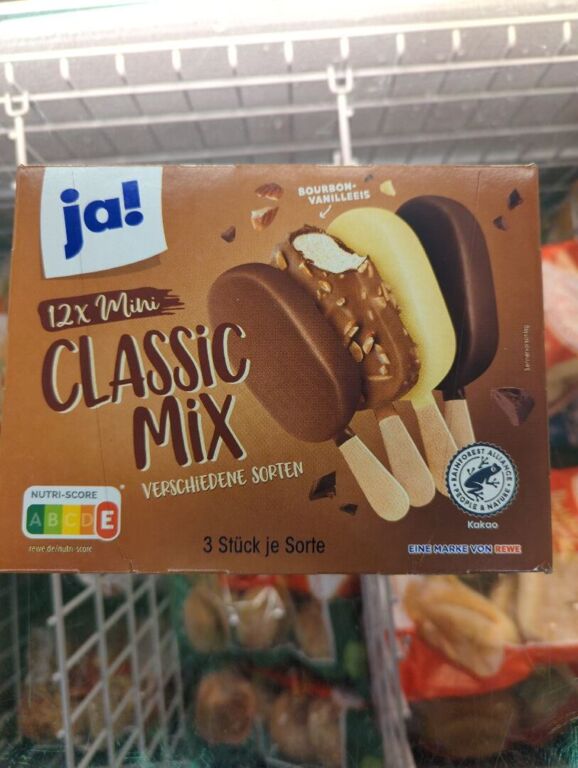 ja!
BOURBON-
VANILLEEIS
12x Mini
CLASSIC
MIX
VERSCHIEDENE SORTEN
NUTRI-SCORE
A B C D E
rewe.de/nutri-score
3 Stück je Sorte
RAINFOREST ALLIANCE
PEOPLE & NATURE
Kakao
EINE MARKE VON REWE